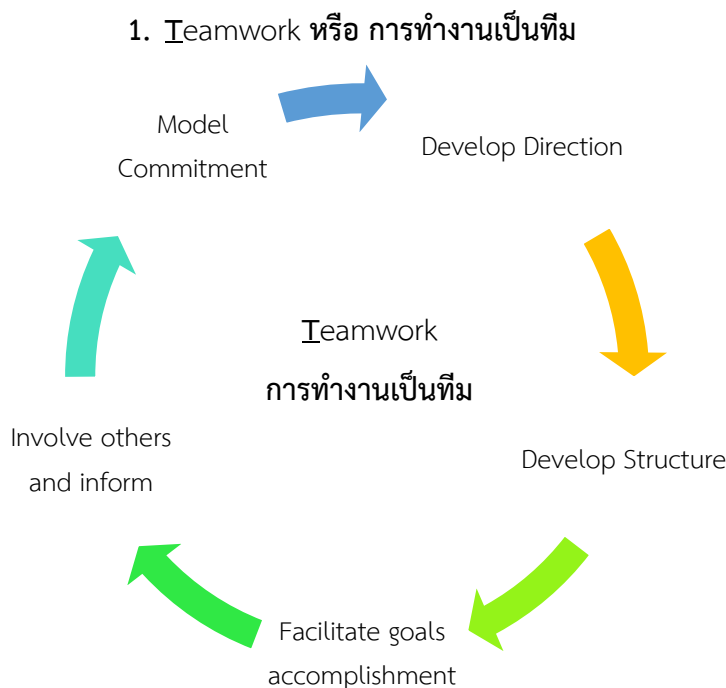 1. Teamwork หรือ การทำงานเป็นทีม
Model
Commitment
Develop Direction
Teamwork
การทำงานเป็นทีม
Involve others
and inform
Develop Structure
Facilitate goals
accomplishment